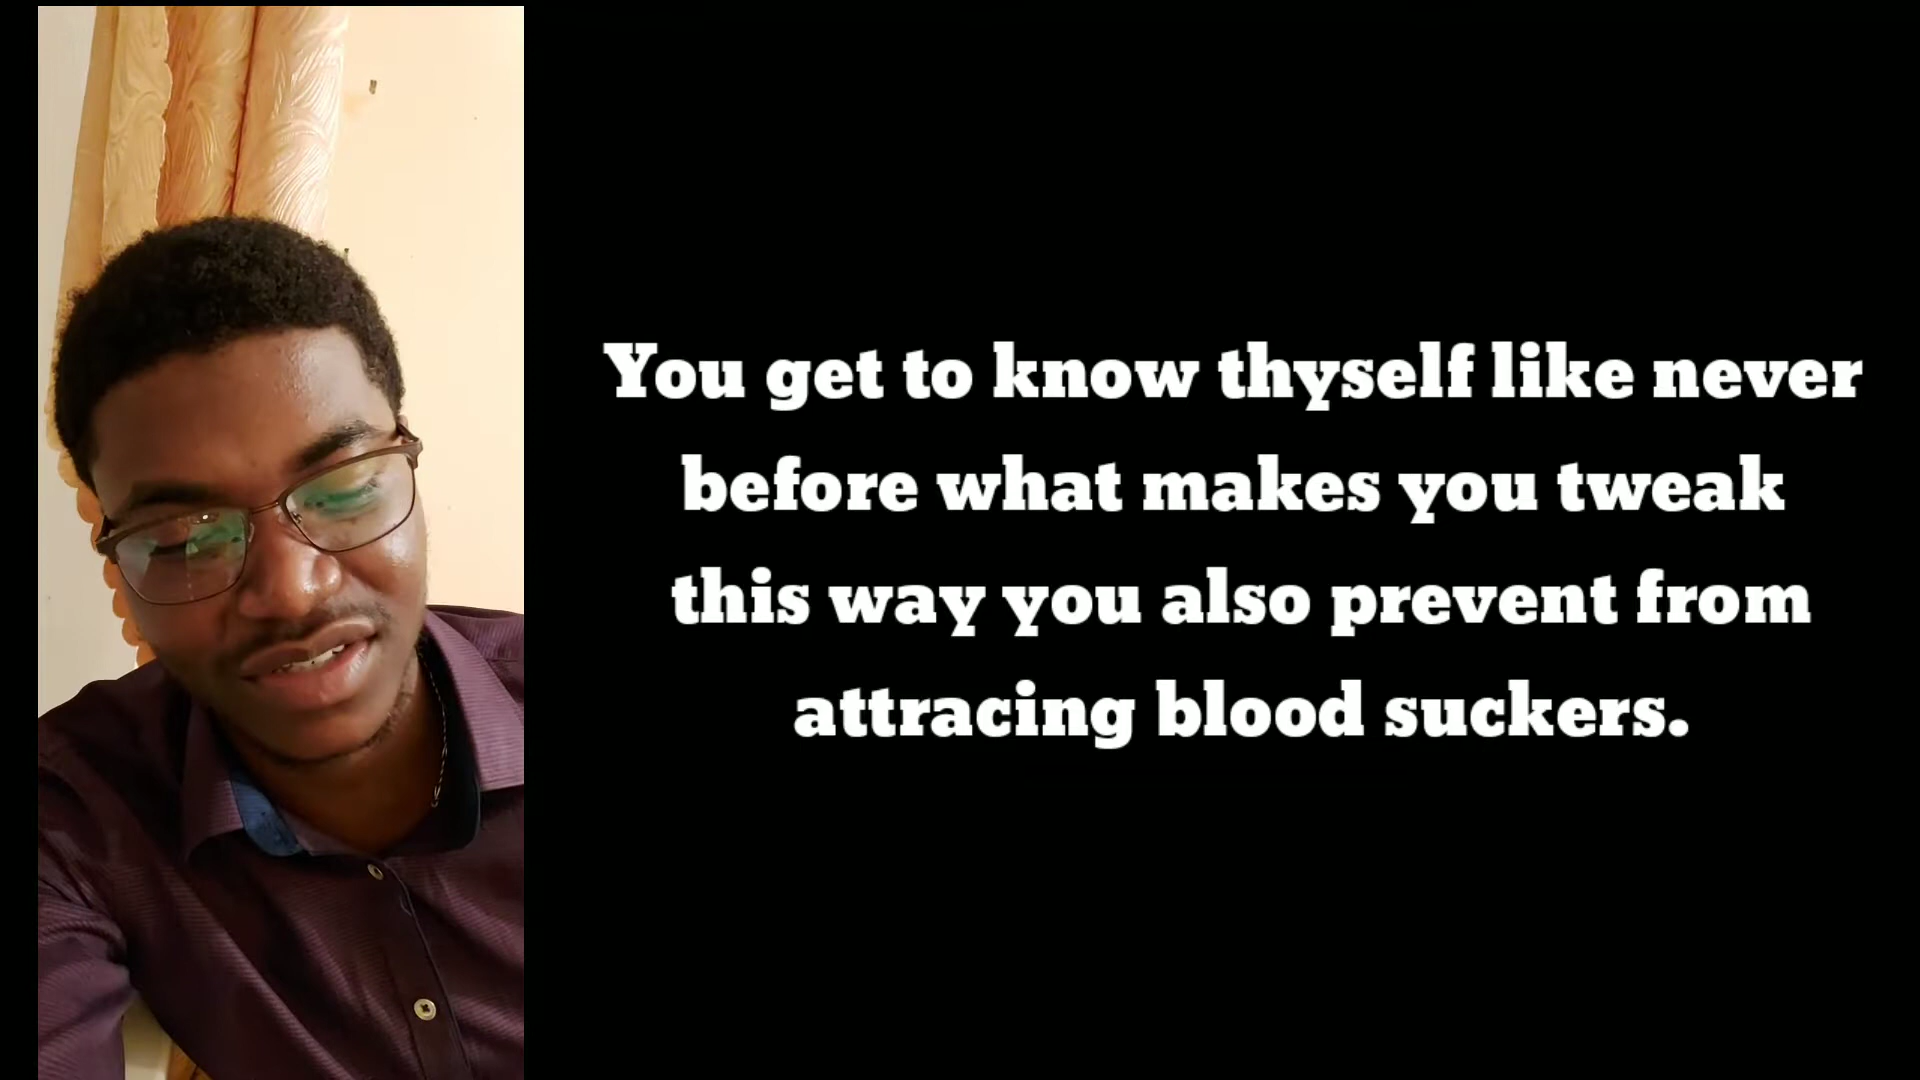 You get to know thyself like never
before what makes you tweak
this way you also prevent from
attracing blood suckers.